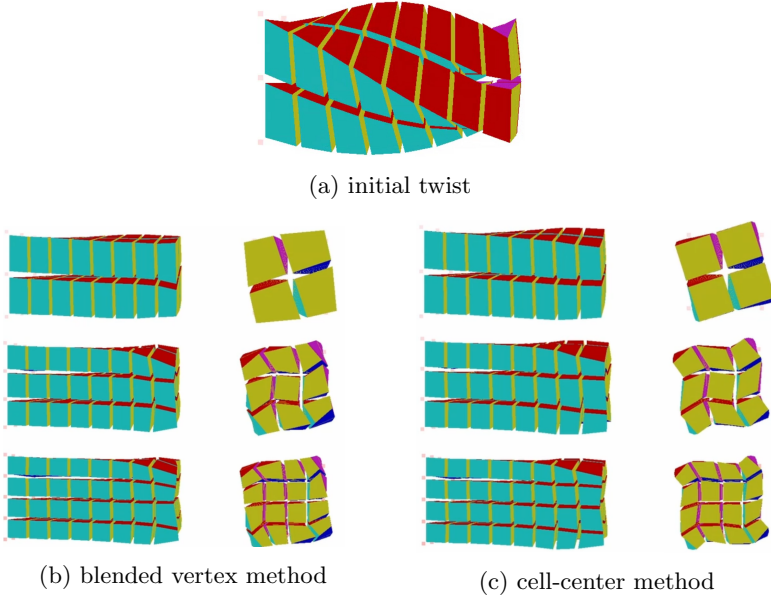 (a) initial twist
(b) blended vertex method
(c) cell-center method